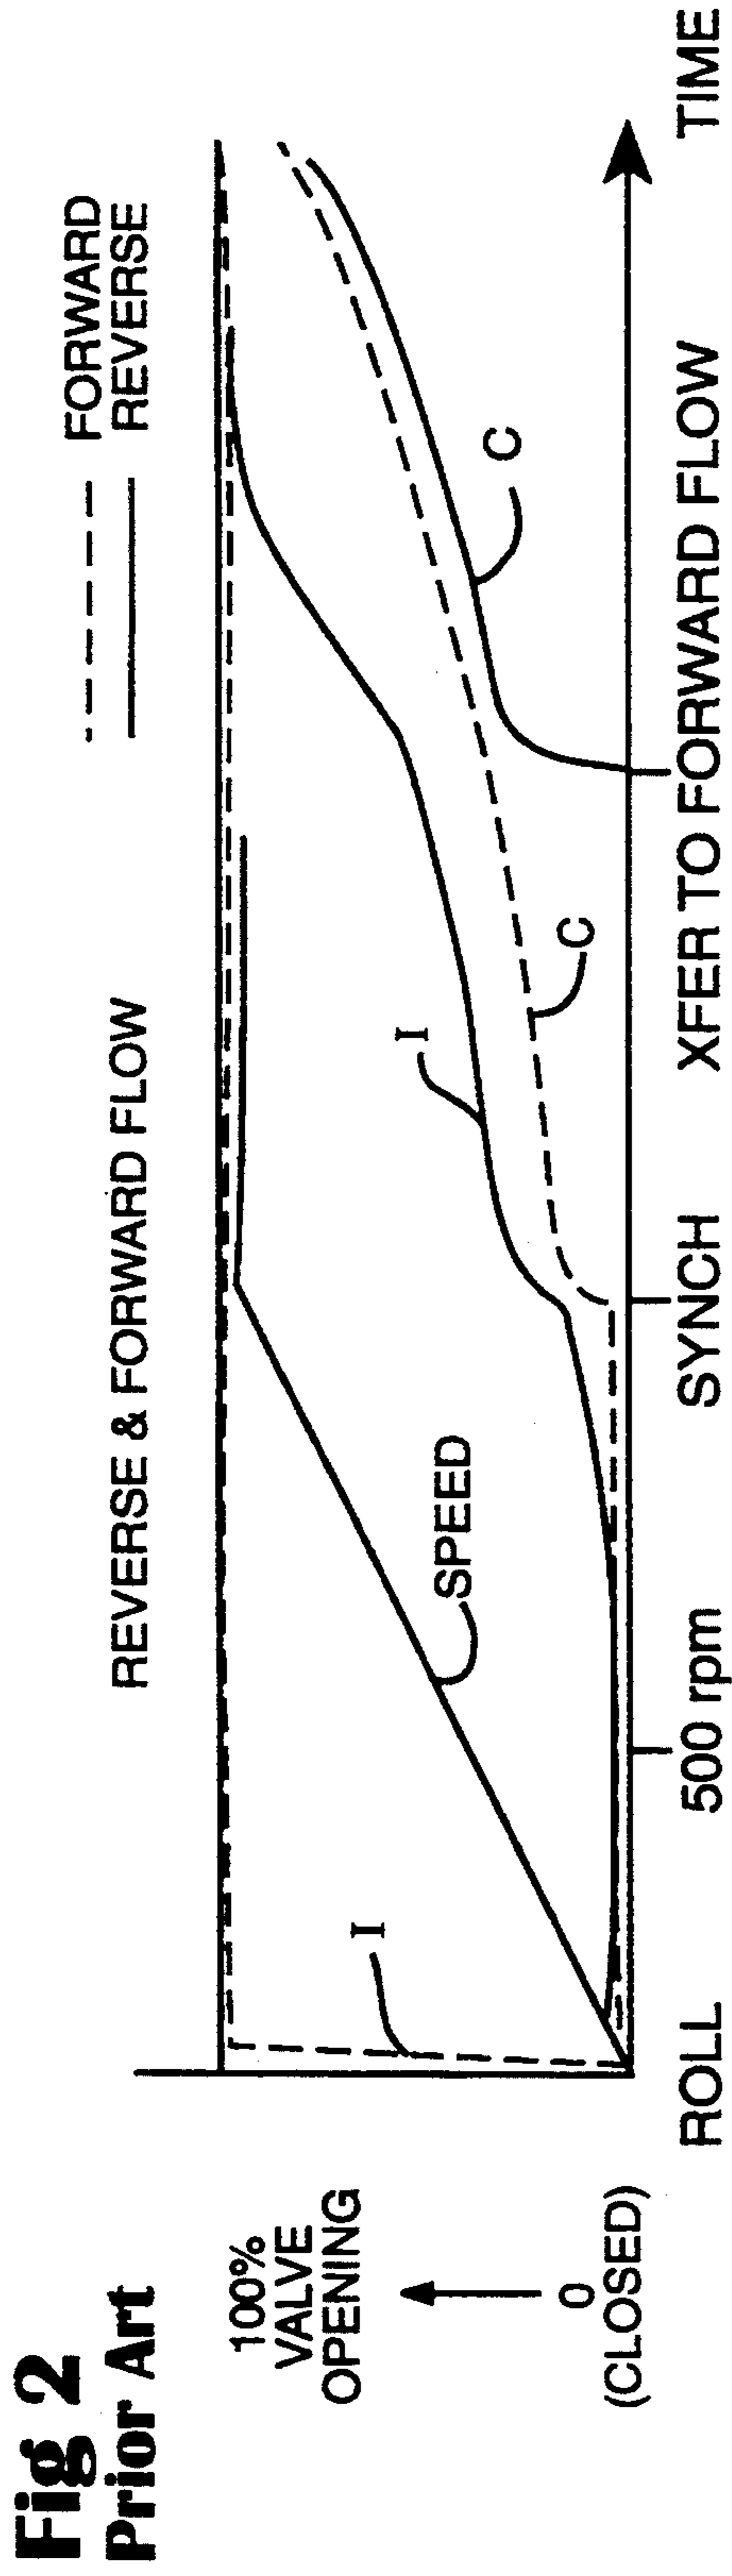 Fig 2
Prior Art
REVERSE & FORWARD FLOW
FORWARD
REVERSE
100%
VALVE
OPENING
0
(CLOSED)
I
SPEED
I
C
C
ROLL
500 rpm
SYNCH
XFER TO FORWARD FLOW
TIME